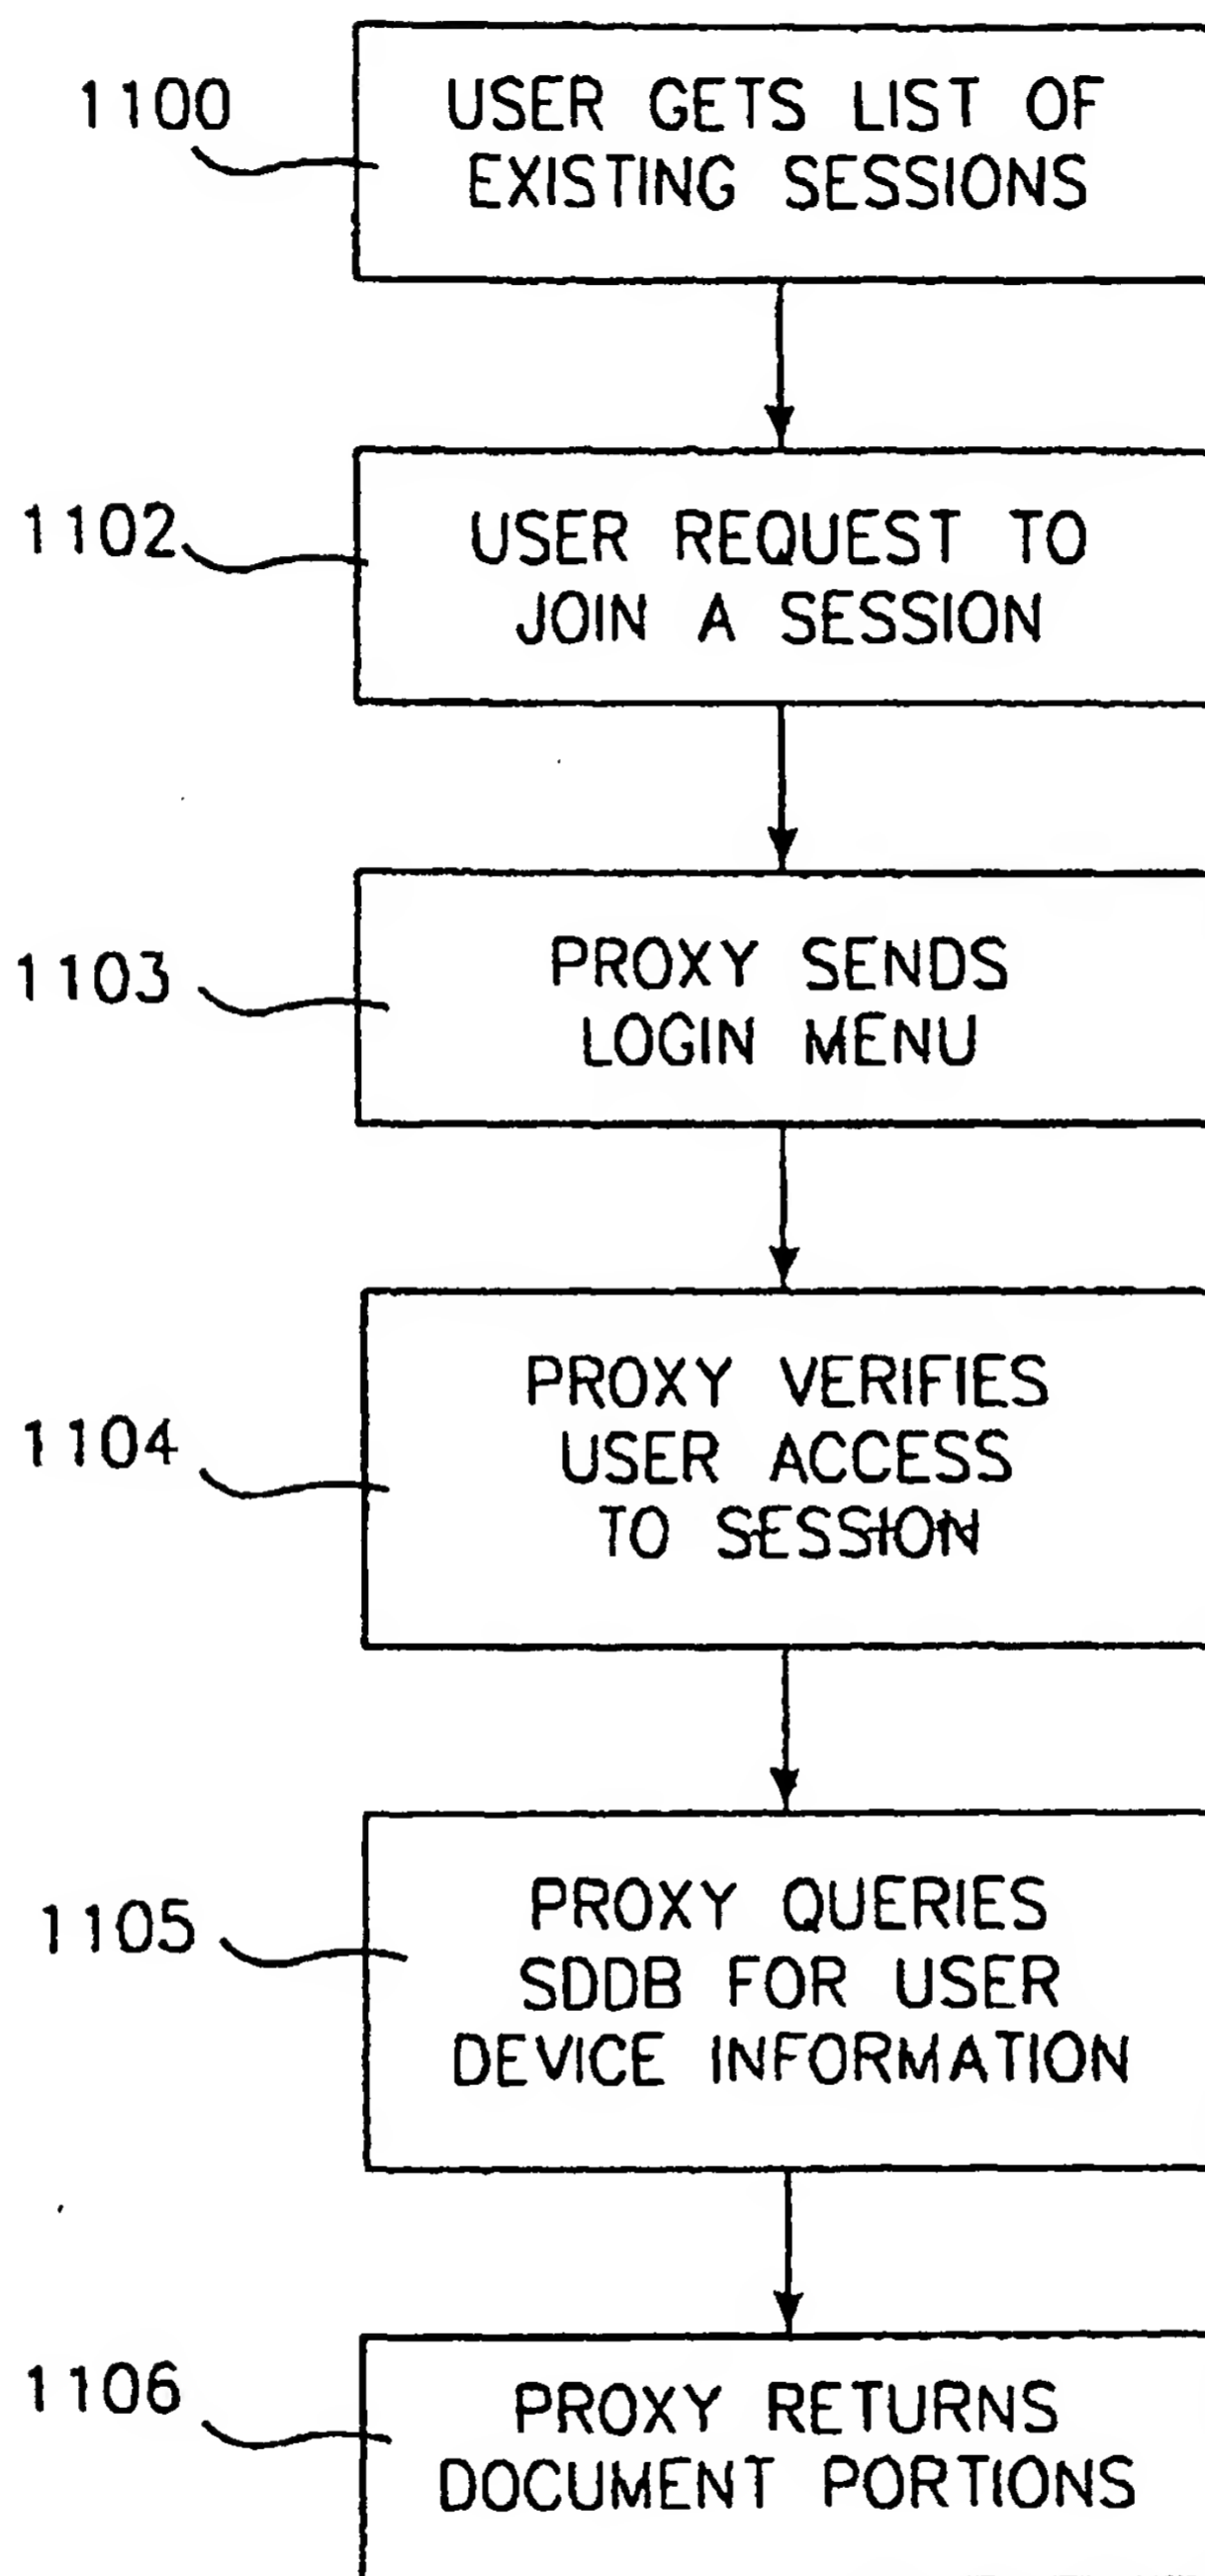 1100
USER GETS LIST OF
EXISTING SESSIONS
1102
USER REQUEST TO
JOIN A SESSION
1103
PROXY SENDS
LOGIN MENU
1104
PROXY VERIFIES
USER ACCESS
TO SESSION
1105
PROXY QUERIES
SDDB FOR USER
DEVICE INFORMATION
1106
PROXY RETURNS
DOCUMENT PORTIONS